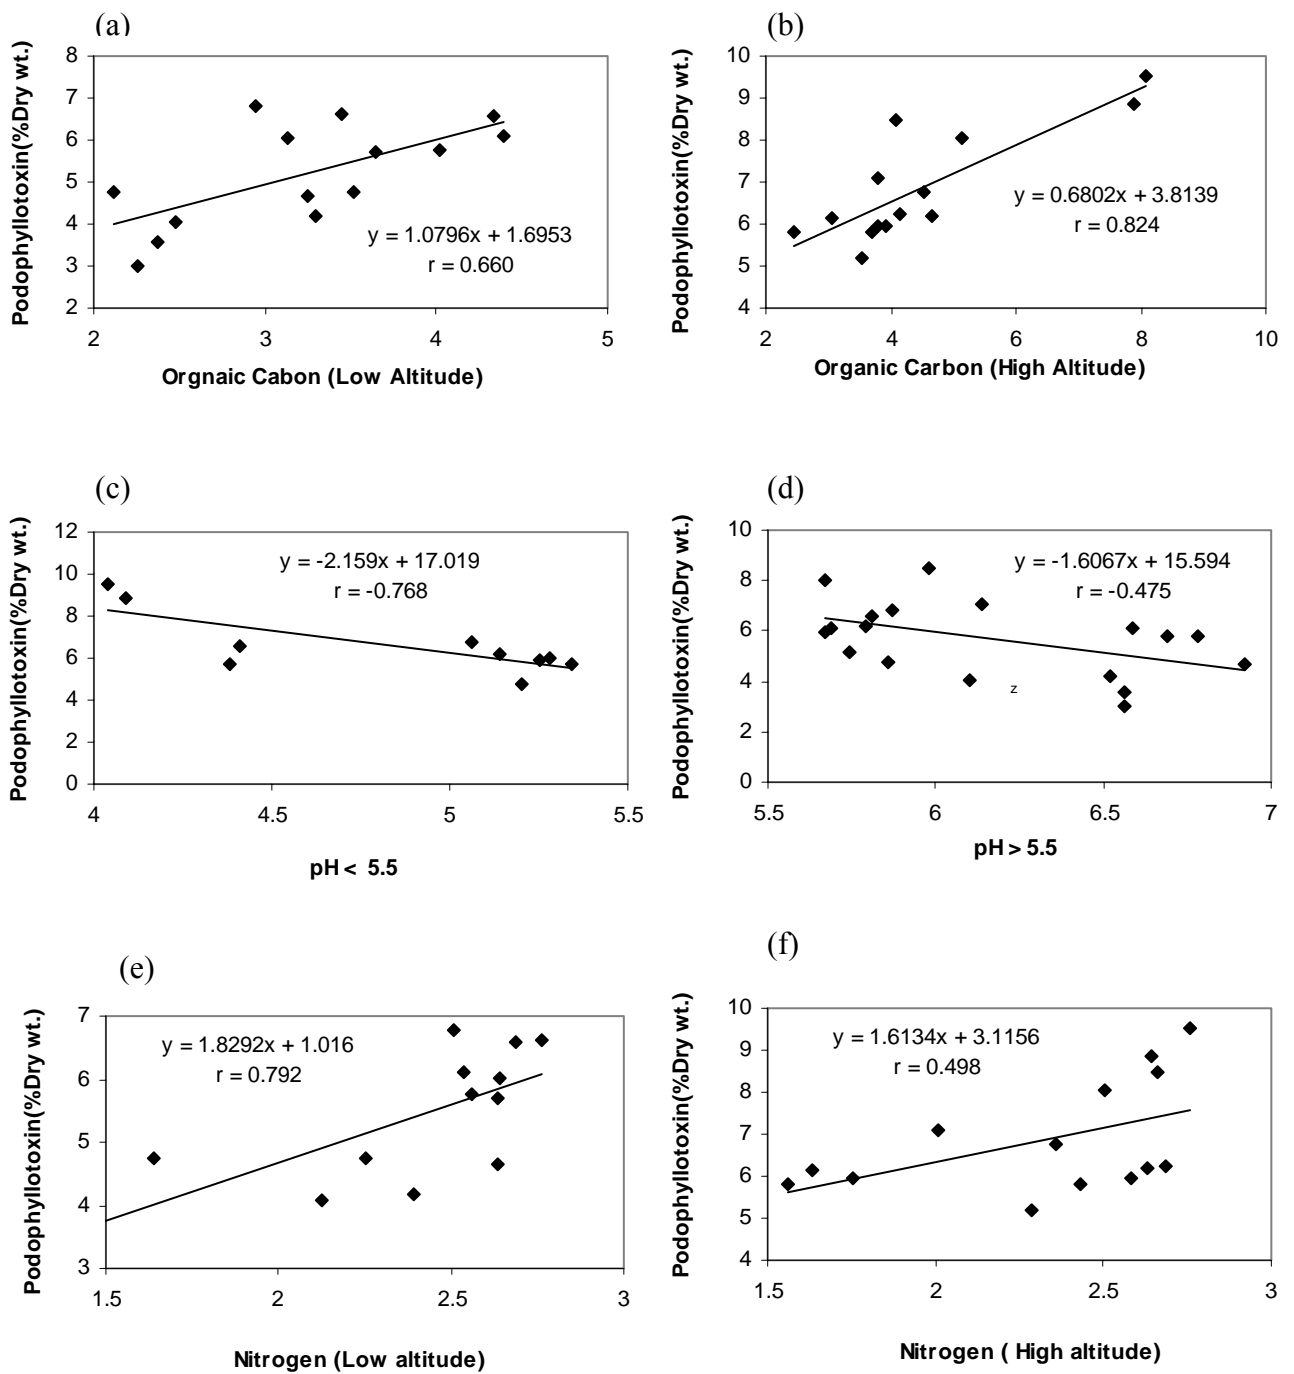 (a)
Podophyllotoxin(%Dry wt.)
8
7
6
5
4
3
2
y = 1.0796x + 1.6953
r = 0.660
2 3 4 5
Orgnaic Cabon (Low Altitude)
(b)
Podophyllotoxin(%Dry wt.)
10
9
8
7
6
5
4
y = 0.6802x + 3.8139
r = 0.824
2 4 6 8 10
Organic Carbon (High Altitude)
(c)
Podophyllotoxin(%Dry wt.)
12
10
8
6
4
2
0
y = -2.159x + 17.019
r = -0.768
4 4.5 5 5.5
pH < 5.5
(d)
Podophyllotoxin(%Dry wt.)
10
8
6
4
2
0
y = -1.6067x + 15.594
r = -0.475
z
5.5 6 6.5 7
pH > 5.5
(e)
Podophyllotoxin(%Dry wt.)
7
6
5
4
3
y = 1.8292x + 1.016
r = 0.792
1.5 2 2.5 3
Nitrogen (Low altitude)
(f)
Podophyllotoxin(%Dry wt.)
10
9
8
7
6
5
4
y = 1.6134x + 3.1156
r = 0.498
1.5 2 2.5 3
Nitrogen ( High altitude)